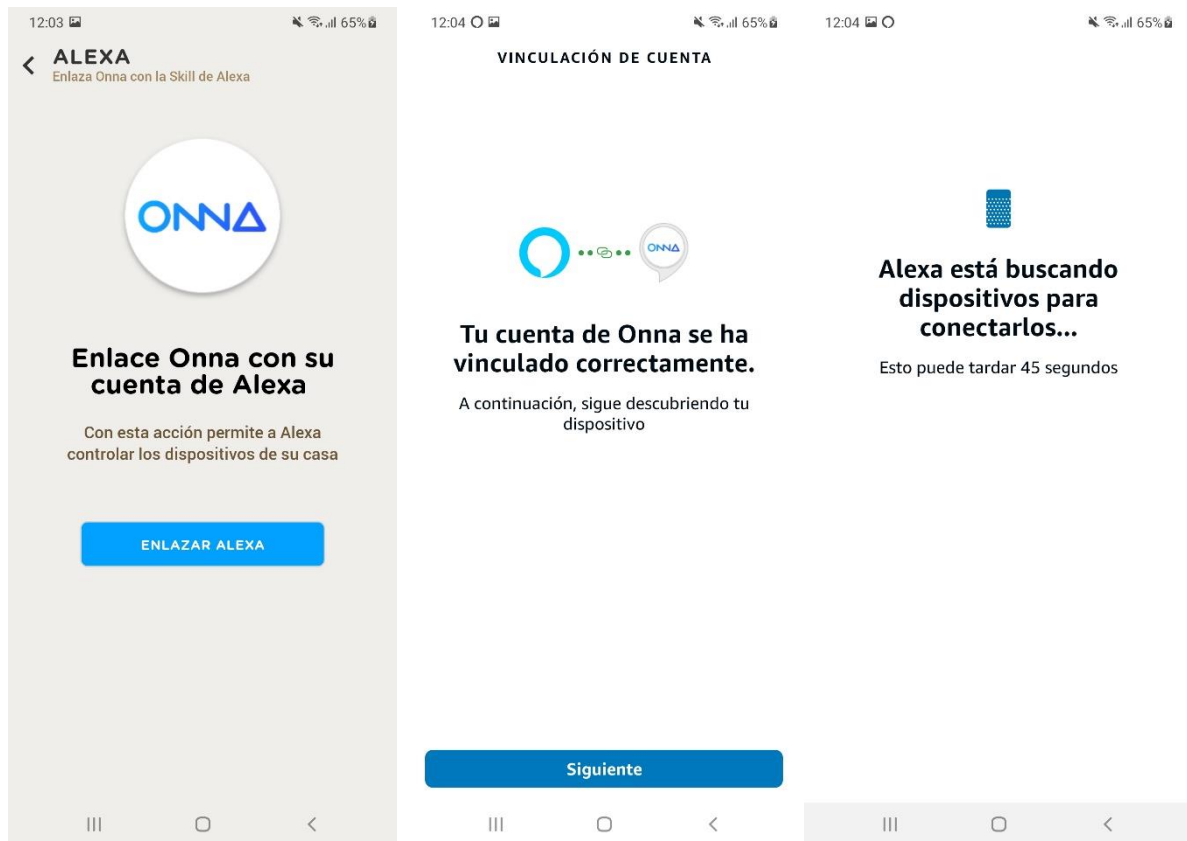 12:03
65%
ALEXA
Enlaza Onna con la Skill de Alexa
ONNA
Enlace Onna con su
cuenta de Alexa
Con esta acción permite a Alexa
controlar los dispositivos de su casa
ENLAZAR ALEXA
12:04
65%
VINCULACIÓN DE CUENTA
ONNA
Tu cuenta de Onna se ha
vinculado correctamente.
A continuación, sigue descubriendo tu
dispositivo
Siguiente
12:04
65%
Alexa está buscando
dispositivos para
conectarlos...
Esto puede tardar 45 segundos